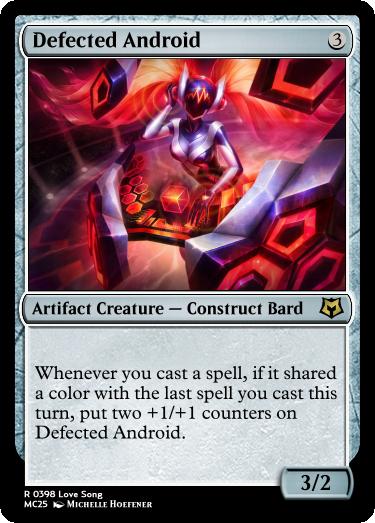 Defected Android 3
Artifact Creature — Construct Bard
Whenever you cast a spell, if it shared
a color with the last spell you cast this
turn, put two +1/+1 counters on
Defected Android.
3/2
R 0398 Love Song
MC25 Michelle Hoefener